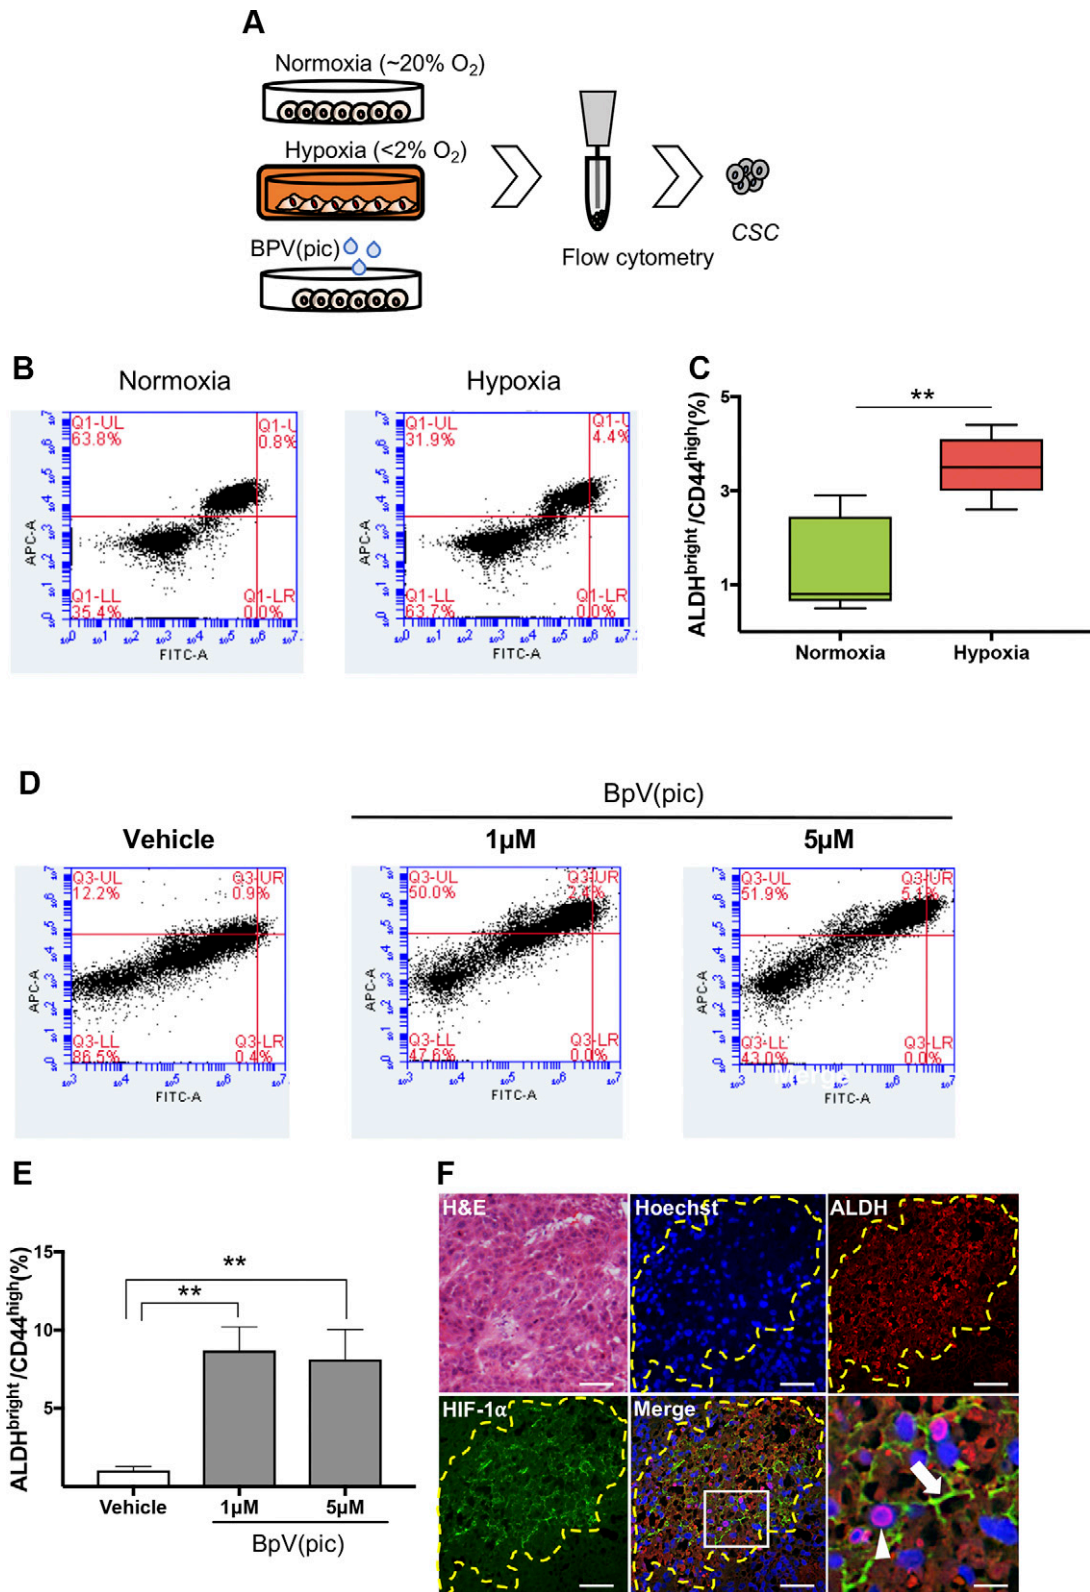 A
Normoxia (~20% O2)
Hypoxia (<2% O2)
BPV(pic)
Flow cytometry
CSC
B
Normoxia
Hypoxia
Q1-UL
63.8%
Q1-U
0.8%
Q1-LL
35.4%
Q1-LR
0.0%
APC-A
FITC-A
Q1-UL
31.9%
Q1-U
4.4%
Q1-LL
63.7%
Q1-LR
0.0%
APC-A
FITC-A
C
ALDHbright/CD44high(%)
5
3
1
**
Normoxia
Hypoxia
D
BpV(pic)
Vehicle
1μM
5μM
Q3-UL
12.2%
Q3-UR
0.9%
Q3-LL
86.5%
Q3-LR
0.4%
APC-A
FITC-A
Q3-UL
50.0%
Q3-UR
Q3-LL
47.6%
Q3-LR
0.0%
APC-A
FITC-A
Q3-UL
51.9%
Q3-UR
5.1%
Q3-LL
43.0%
Q3-LR
0.0%
Merge
APC-A
FITC-A
E
ALDHbright/CD44high(%)
15
10
5
**
**
Vehicle
1μM
5μM
BpV(pic)
F
H&E
Hoechst
ALDH
HIF-1α
Merge